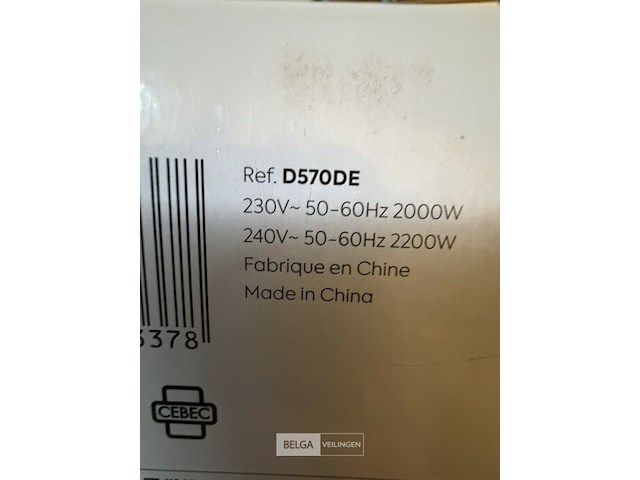 Ref. D570DE
230V~ 50-60Hz 2000W
240V~ 50-60Hz 2200W
Fabrique en Chine
Made in China
3378
CEBEC
BELGA VEILINGEN